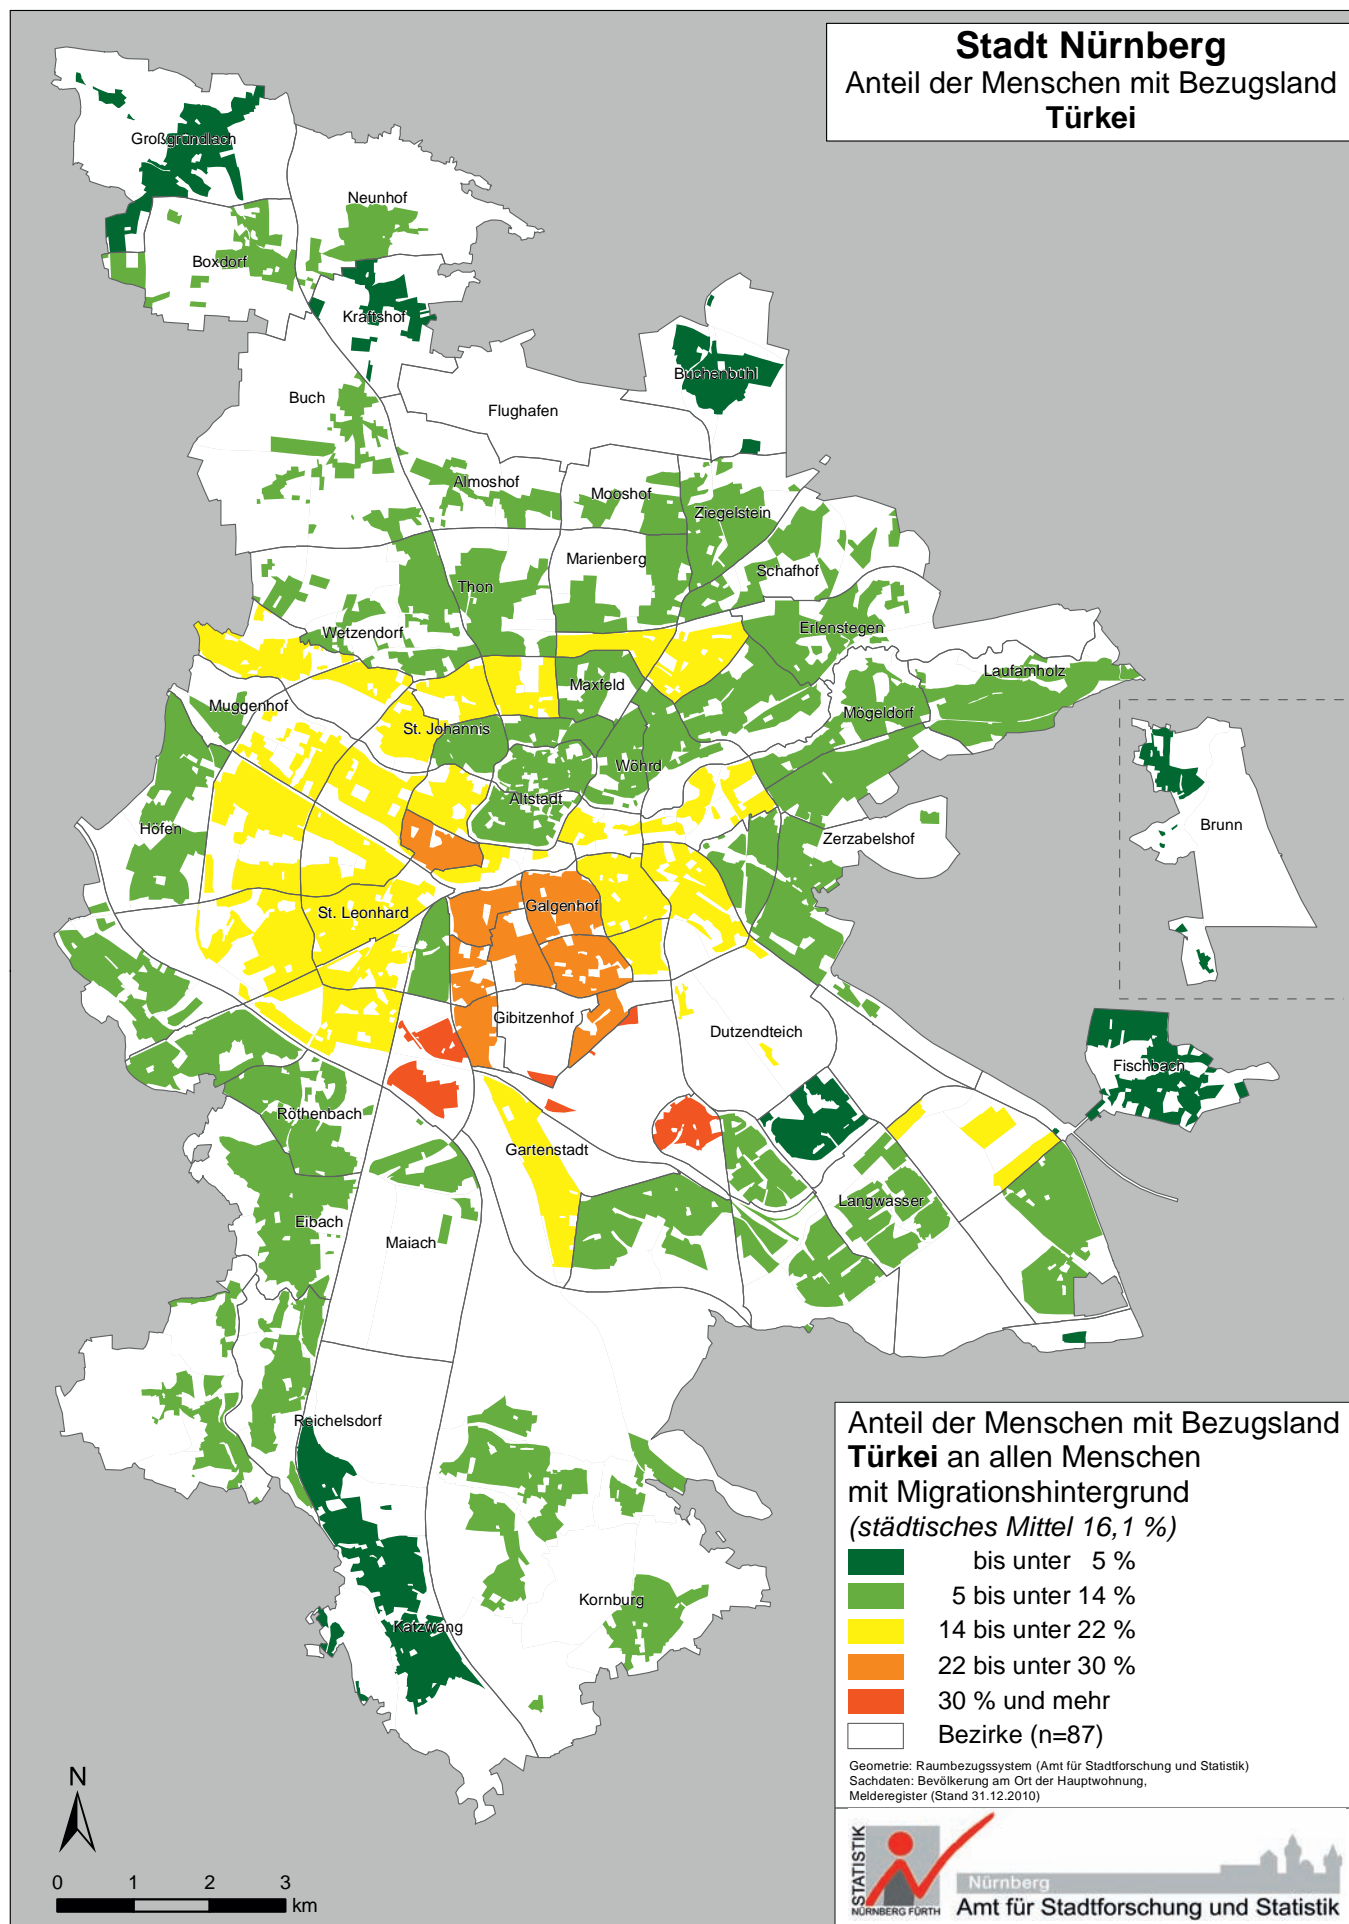 Stadt Nürnberg
Anteil der Menschen mit Bezugsland
Türkei
Großgründlach
Neunhof
Boxdorf
Kraftshof
Buchenbühl
Buch
Flughafen
Almoshof
Mooshof
Ziegelstein
Marienberg
Schafhof
Thon
Wetzendorf
Erlenstegen
Laufamholz
Maxfeld
Muggenhof
Mögeldorf
St. Johannis
Wöhrd
Altstadt
Höfen
Zerzabelshof
Brunn
Galgenhof
St. Leonhard
Gibitzenhof
Dutzendteich
Fischbach
Röthenbach
Gartenstadt
Langwasser
Eibach
Maiach
Reichelsdorf
Kornburg
Katzwang
Anteil der Menschen mit Bezugsland
Türkei an allen Menschen
mit Migrationshintergrund
(städtisches Mittel 16,1 %)
bis unter 5 %
5 bis unter 14 %
14 bis unter 22 %
22 bis unter 30 %
30 % und mehr
Bezirke (n=87)
Geometrie: Raumbezugssystem (Amt für Stadtforschung und Statistik)
Sachdaten: Bevölkerung am Ort der Hauptwohnung,
Melderegister (Stand 31.12.2010)
N
0 1 2 3
km
STATISTIK
NÜRNBERG FÜRTH
Nürnberg
Amt für Stadtforschung und Statistik